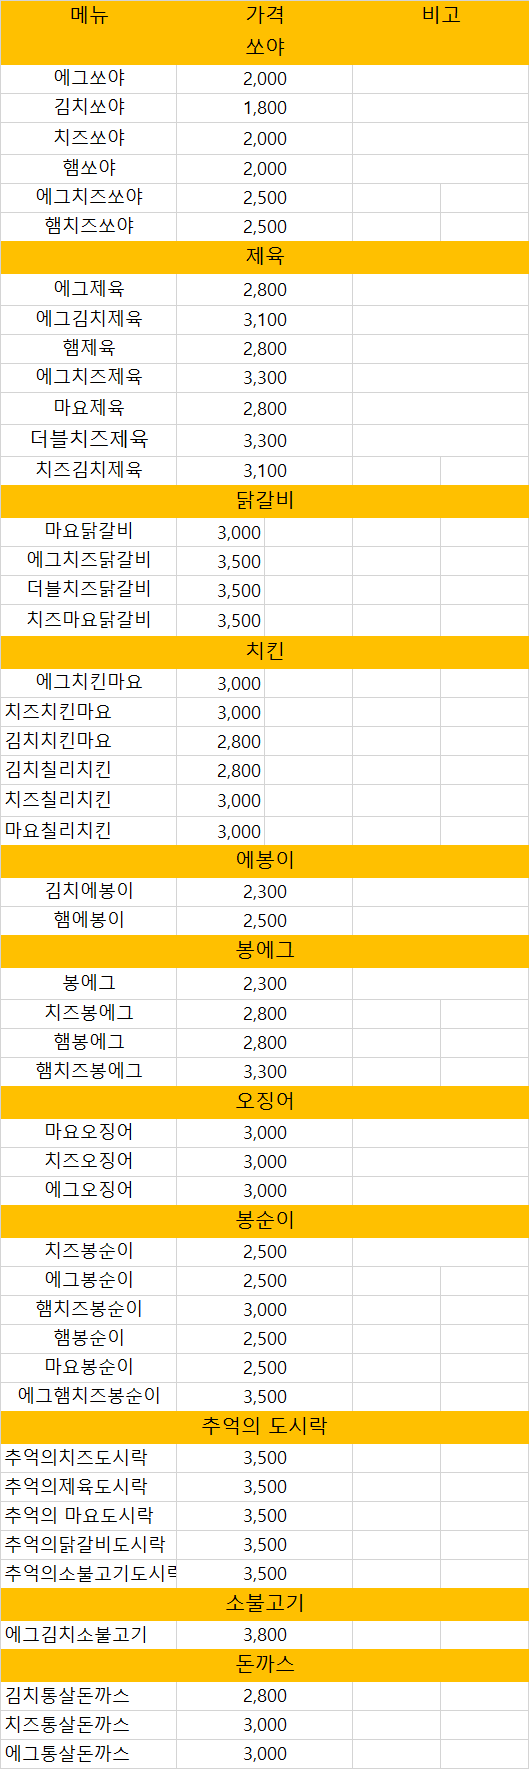 메뉴 가격 비고
쏘야
에그쏘야 2,000
김치쏘야 1,800
치즈쏘야 2,000
햄쏘야 2,000
에그치즈쏘야 2,500
햄치즈쏘야 2,500
제육
에그제육 2,800
에그김치제육 3,100
햄제육 2,800
에그치즈제육 3,300
마요제육 2,800
더블치즈제육 3,300
치즈김치제육 3,100
닭갈비
마요닭갈비 3,000
에그치즈닭갈비 3,500
더블치즈닭갈비 3,500
치즈마요닭갈비 3,500
치킨
에그치킨마요 3,000
치즈치킨마요 3,000
김치치킨마요 2,800
김치칠리치킨 2,800
치즈칠리치킨 3,000
마요칠리치킨 3,000
에봉이
김치에봉이 2,300
햄에봉이 2,500
봉에그
봉에그 2,300
치즈봉에그 2,800
햄봉에그 2,800
햄치즈봉에그 3,300
오징어
마요오징어 3,000
치즈오징어 3,000
에그오징어 3,000
봉순이
치즈봉순이 2,500
에그봉순이 2,500
햄치즈봉순이 3,000
햄봉순이 2,500
마요봉순이 2,500
에그햄치즈봉순이 3,500
추억의 도시락
추억의치즈도시락 3,500
추억의제육도시락 3,500
추억의 마요도시락 3,500
추억의닭갈비도시락 3,500
추억의소불고기도시락 3,500
소불고기
에그김치소불고기 3,800
돈까스
김치통살돈까스 2,800
치즈통살돈까스 3,000
에그통살돈까스 3,000